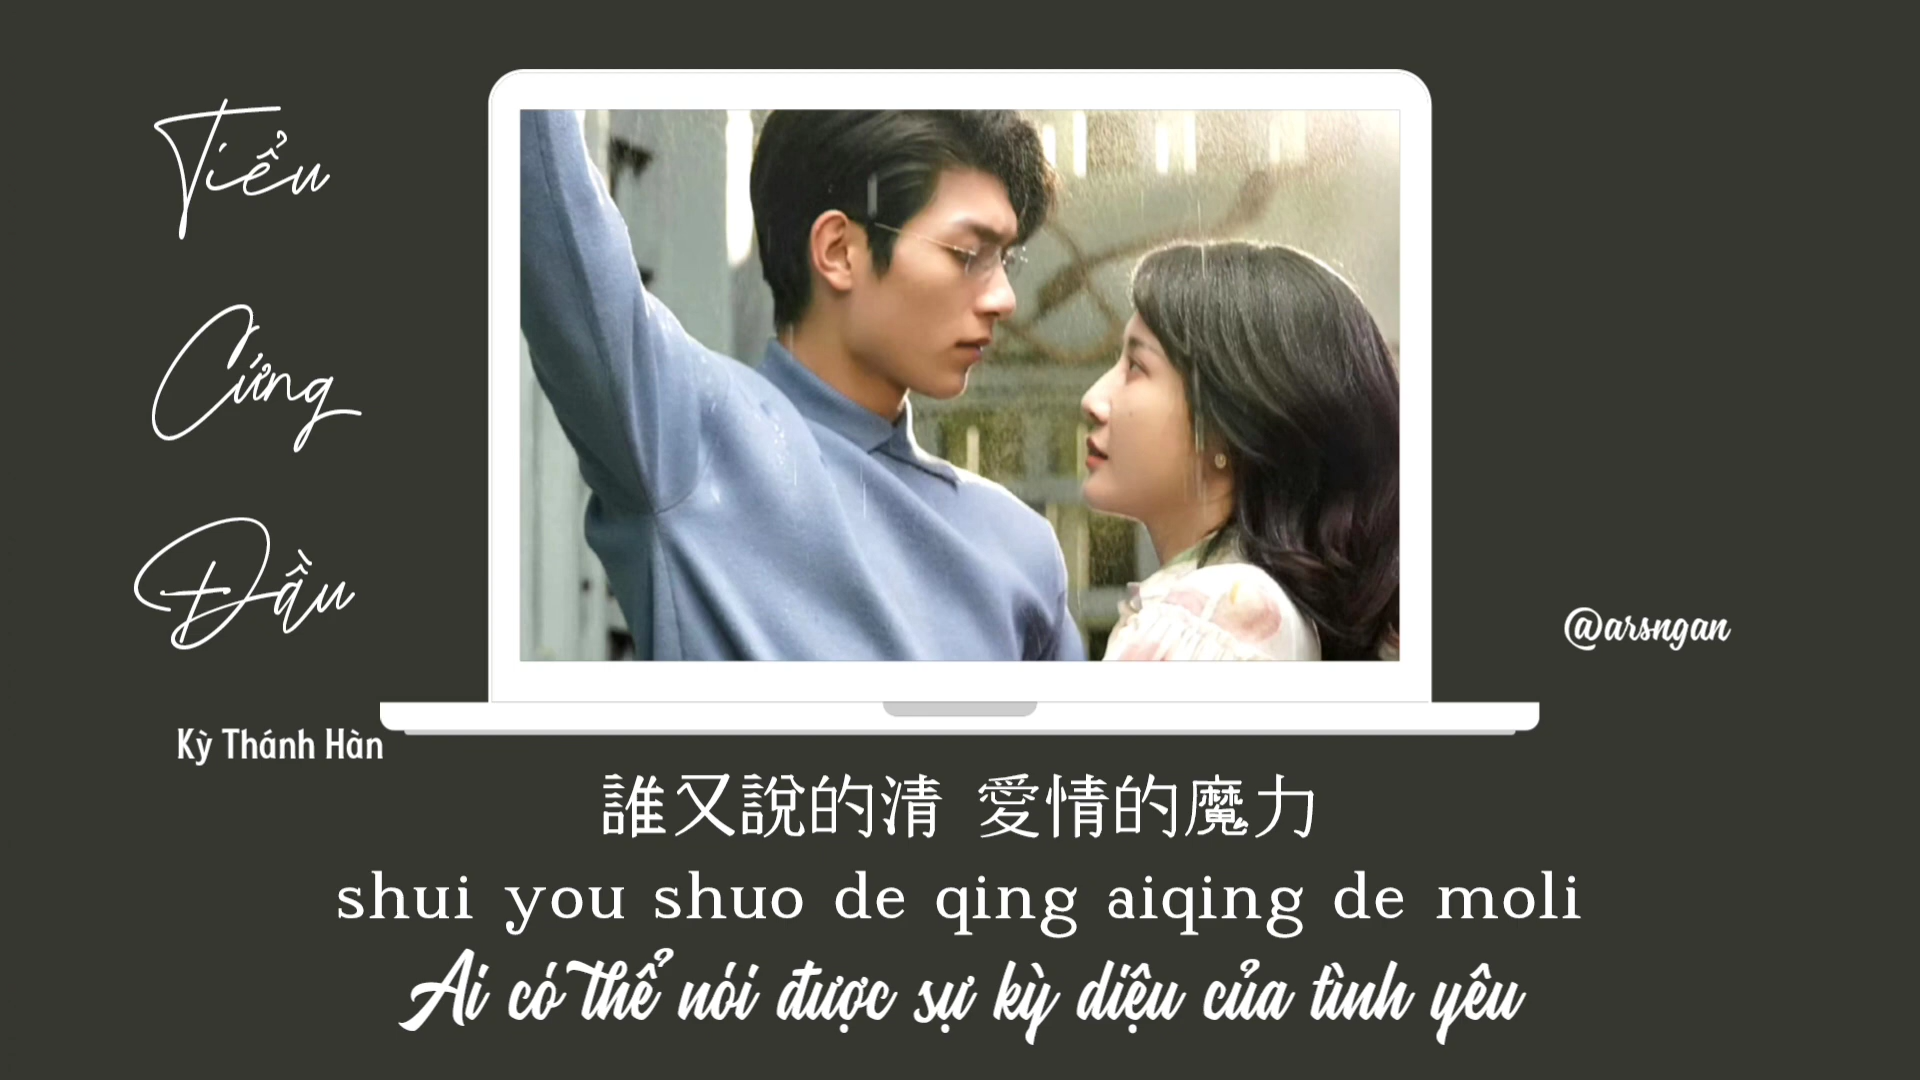 Tiểu
Cứng
Đầu
Kỳ Thánh Hàn
@arsngan
誰又說的清 愛情的魔力
shui you shuo de qing aiqing de moli
Ai có thể nói được sự kỳ diệu của tình yêu